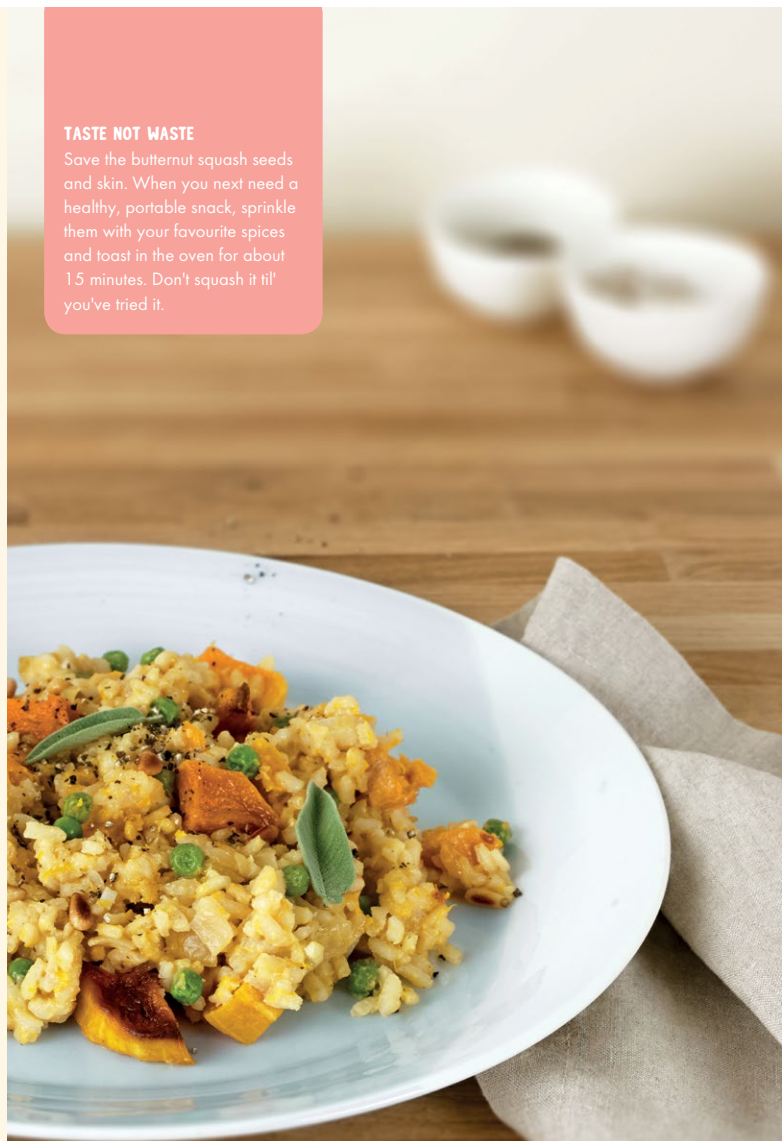 TASTE NOT WASTE
Save the butternut squash seeds
and skin. When you next need a
healthy, portable snack, sprinkle
them with your favourite spices
and toast in the oven for about
15 minutes. Don't squash it til'
you've tried it.